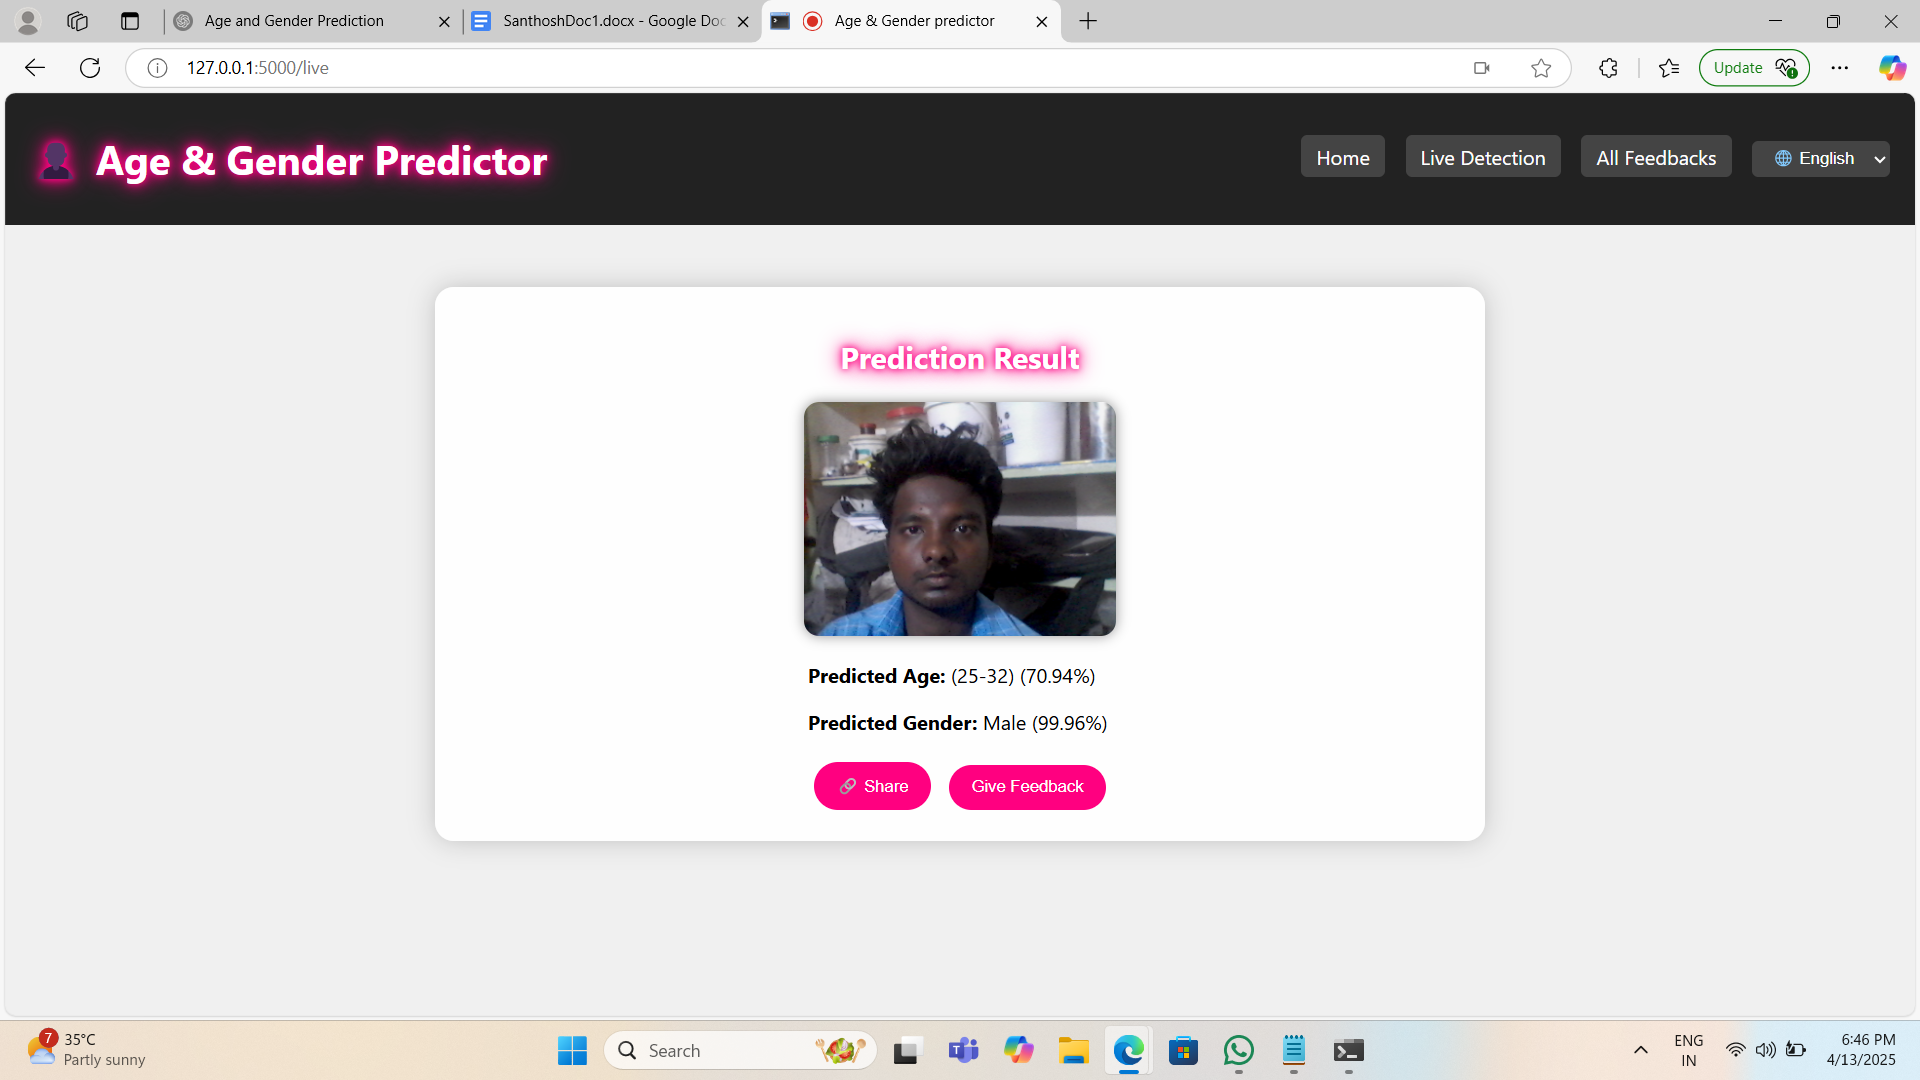 Age and Gender Prediction
SanthoshDoc1.docx - Google Doc
Age & Gender predictor
127.0.0.1:5000/live
Update
Age & Gender Predictor
Home
Live Detection
All Feedbacks
English
Prediction Result
Predicted Age: (25-32) (70.94%)
Predicted Gender: Male (99.96%)
Share
Give Feedback
7
35°C
Partly sunny
Search
ENG
IN
6:46 PM
4/13/2025